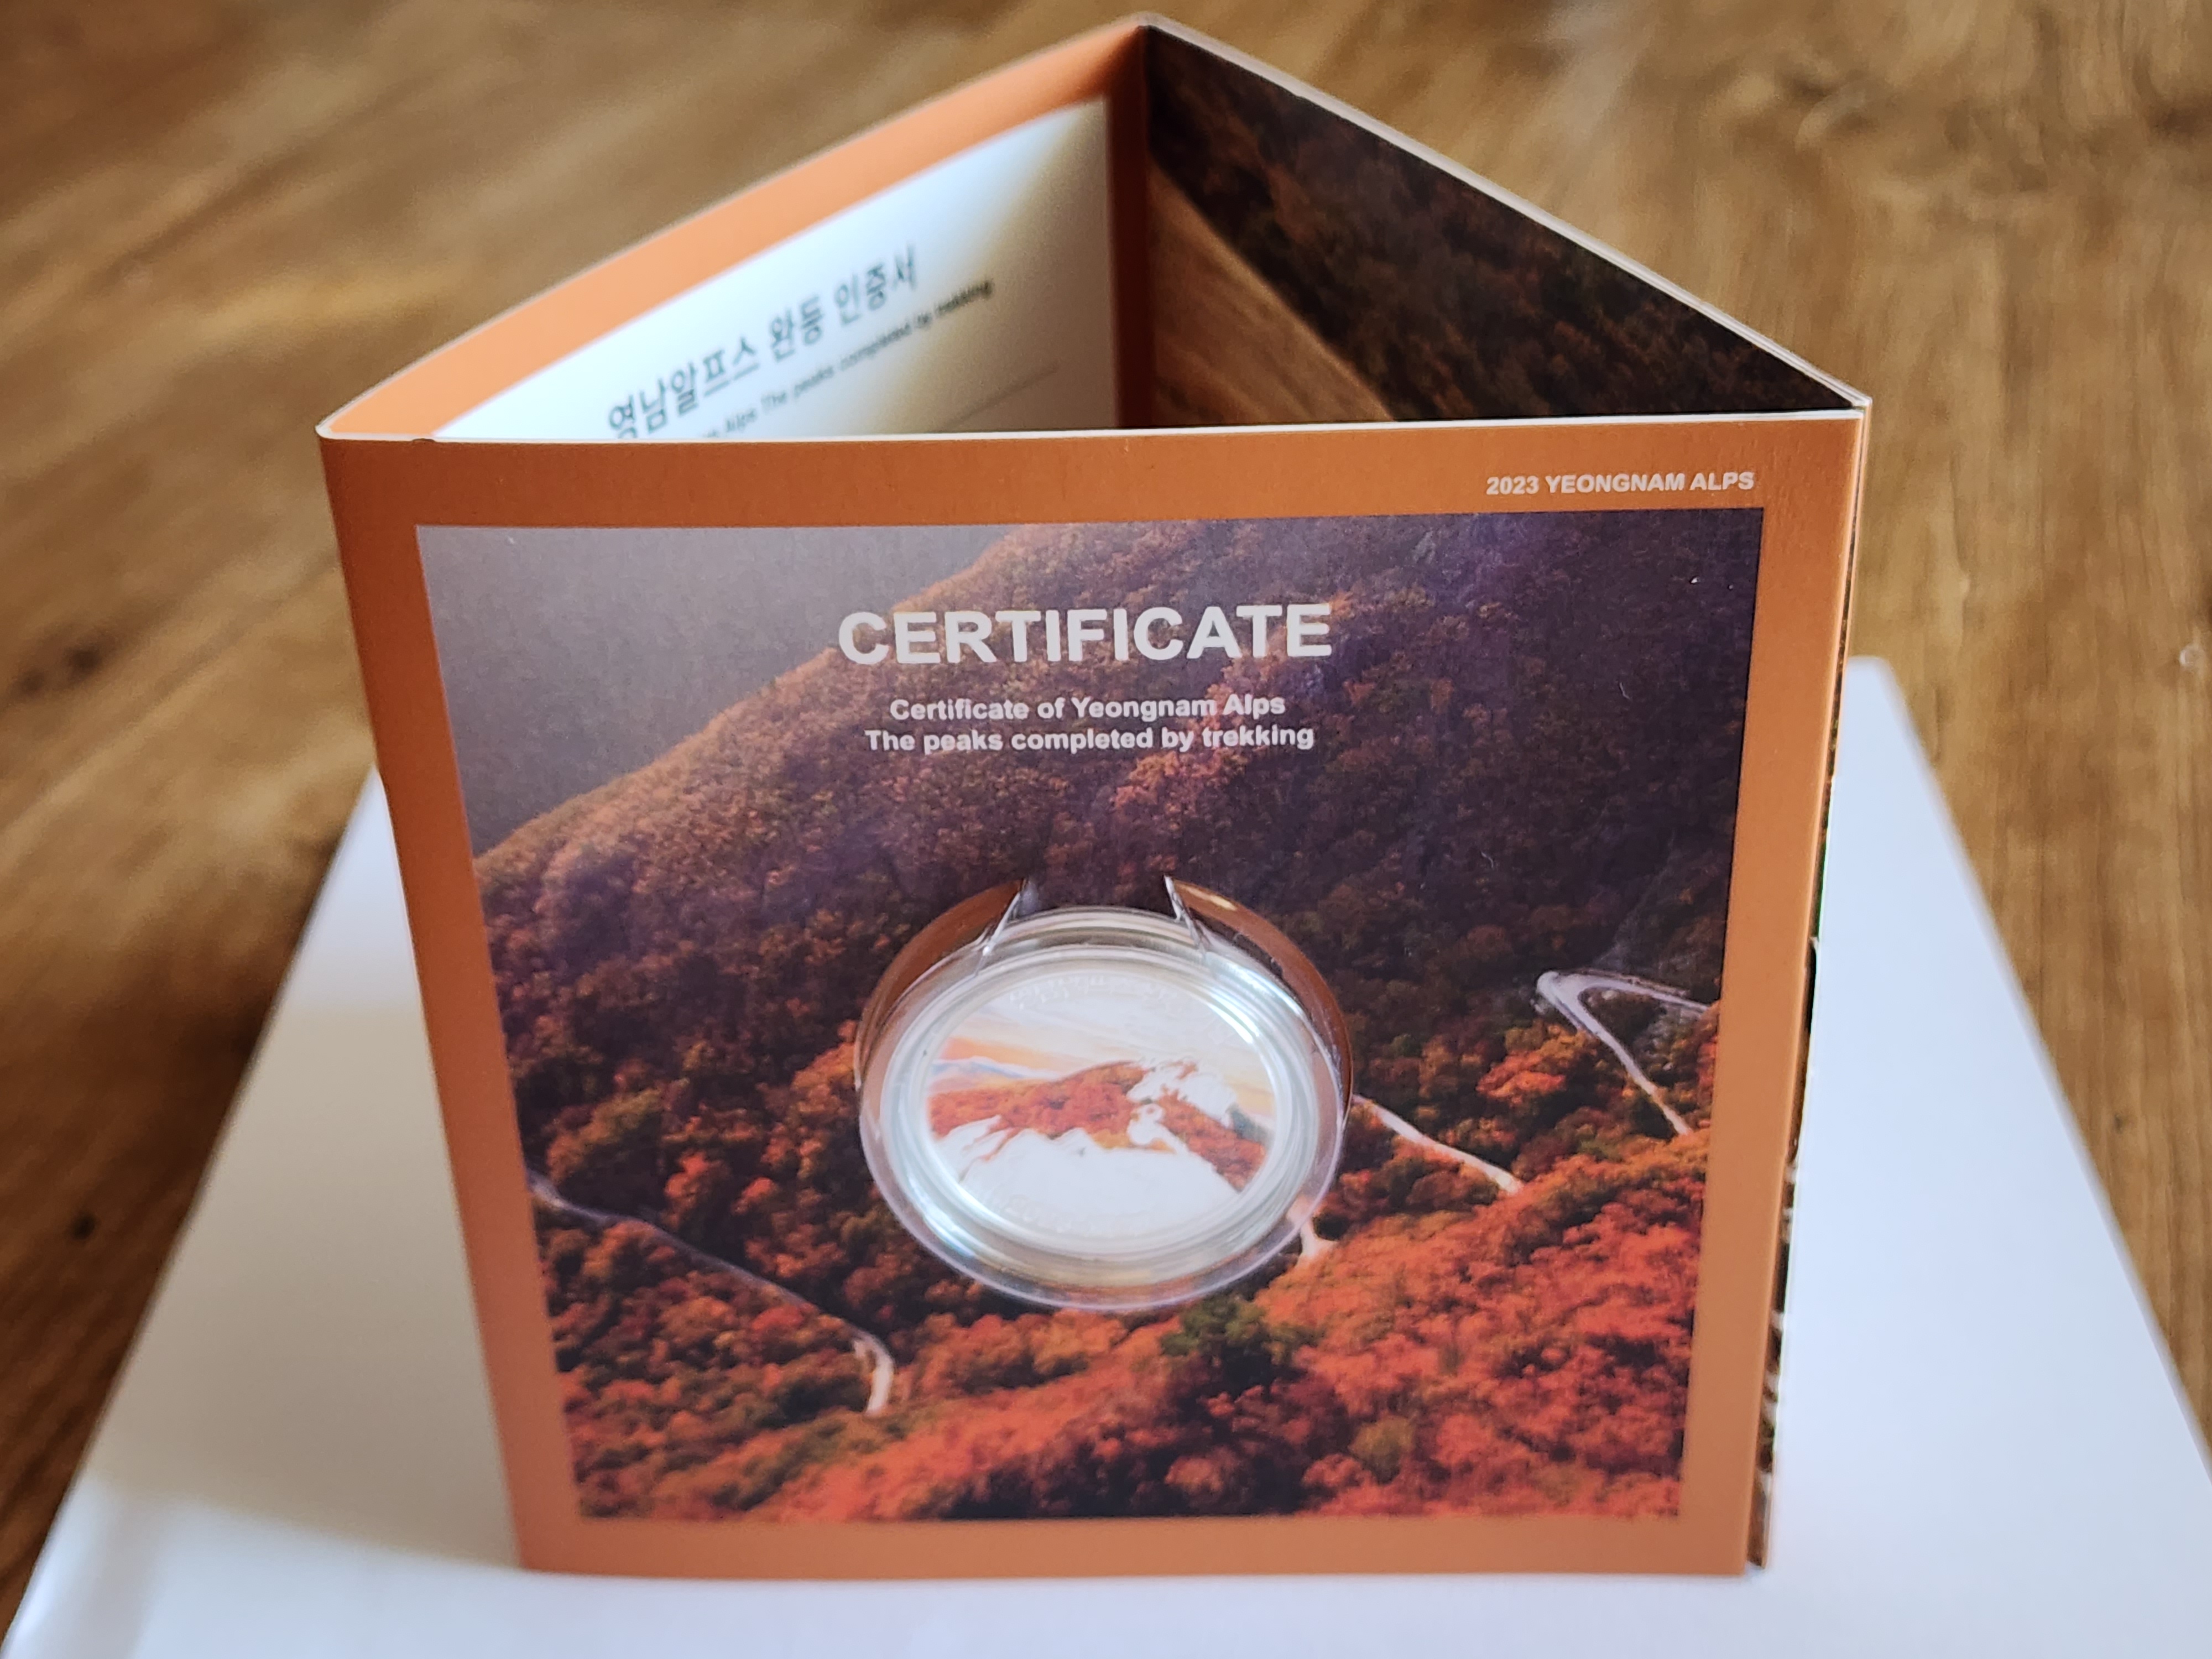 영남알프스 완등 인증서
Alps The peaks completed by trekking
2023 YEONGNAM ALPS
CERTIFICATE
Certificate of Yeongnam Alps
The peaks completed by trekking